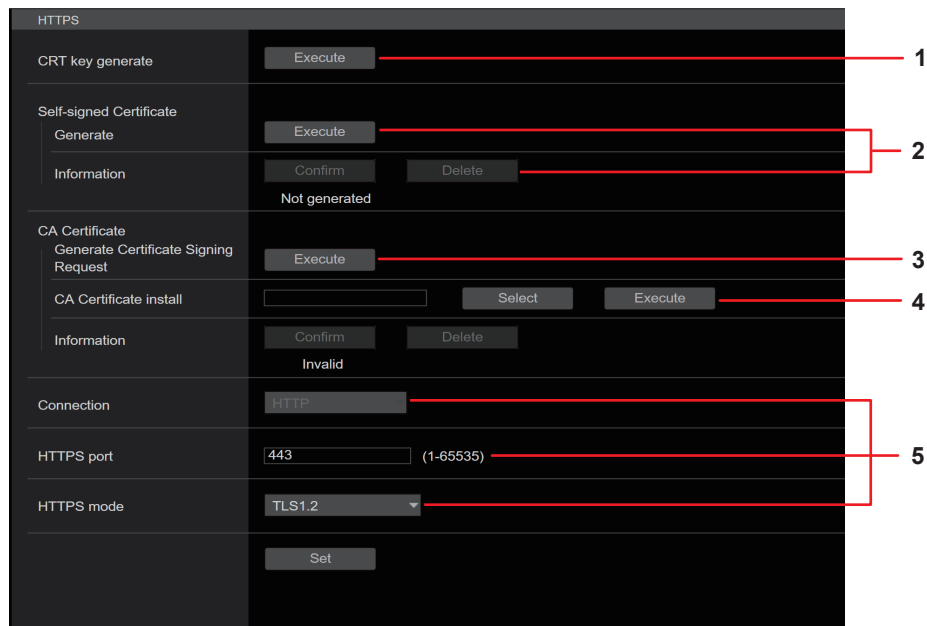 HTTPS
CRT key generate
Execute
1
Self-signed Certificate
Generate
Execute
2
Information
Confirm
Delete
Not generated
CA Certificate
Generate Certificate Signing
Request
Execute
3
CA Certificate install
Select
Execute
4
Information
Confirm
Delete
Invalid
Connection
HTTP
HTTPS port
443
(1-65535)
5
HTTPS mode
TLS1.2
Set